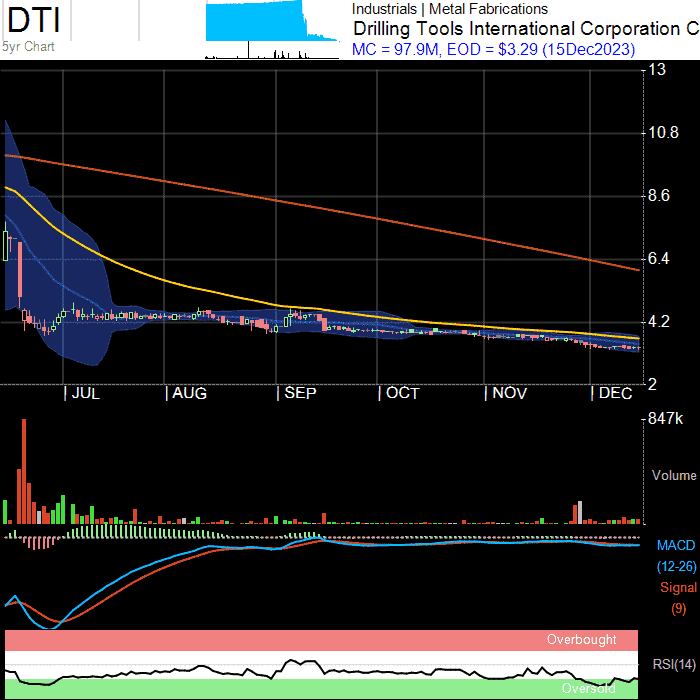 DTI
5yr Chart
Industrials | Metal Fabrications
Drilling Tools International Corporation C
MC = 97.9M, EOD = $3.29 (15Dec2023)
13
10.8
8.6
6.4
4.2
2
| JUL | AUG | SEP | OCT | NOV | DEC
847k
Volume
MACD
(12-26)
Signal
(9)
Overbought
RSI(14)
Oversold